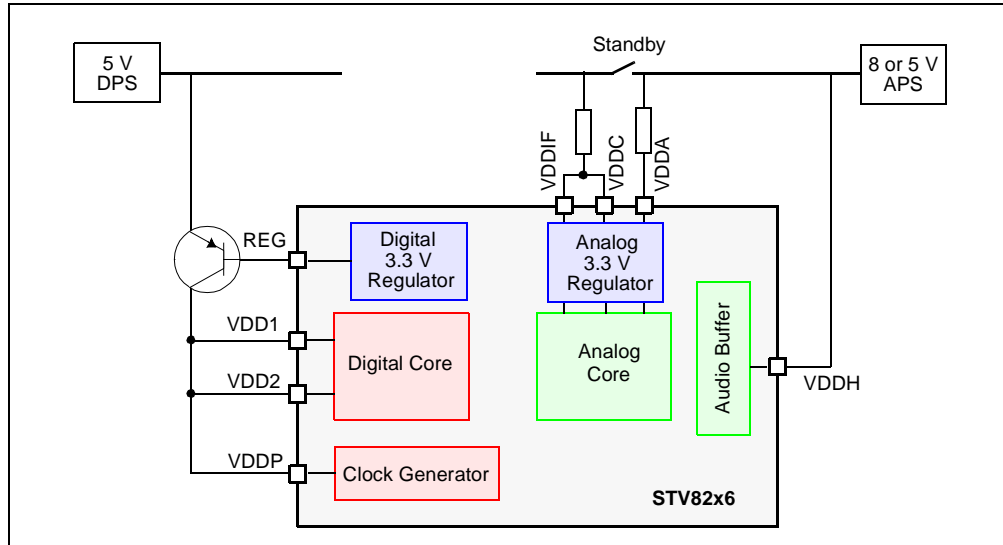 Standby
5 V
DPS
8 or 5 V
APS
VDDIF
VDDC
VDDA
REG
Digital
3.3 V
Regulator
Analog
3.3 V
Regulator
VDD1
Digital Core
Analog
Core
Audio Buffer
VDD2
VDDH
VDDP
Clock Generator
STV82x6